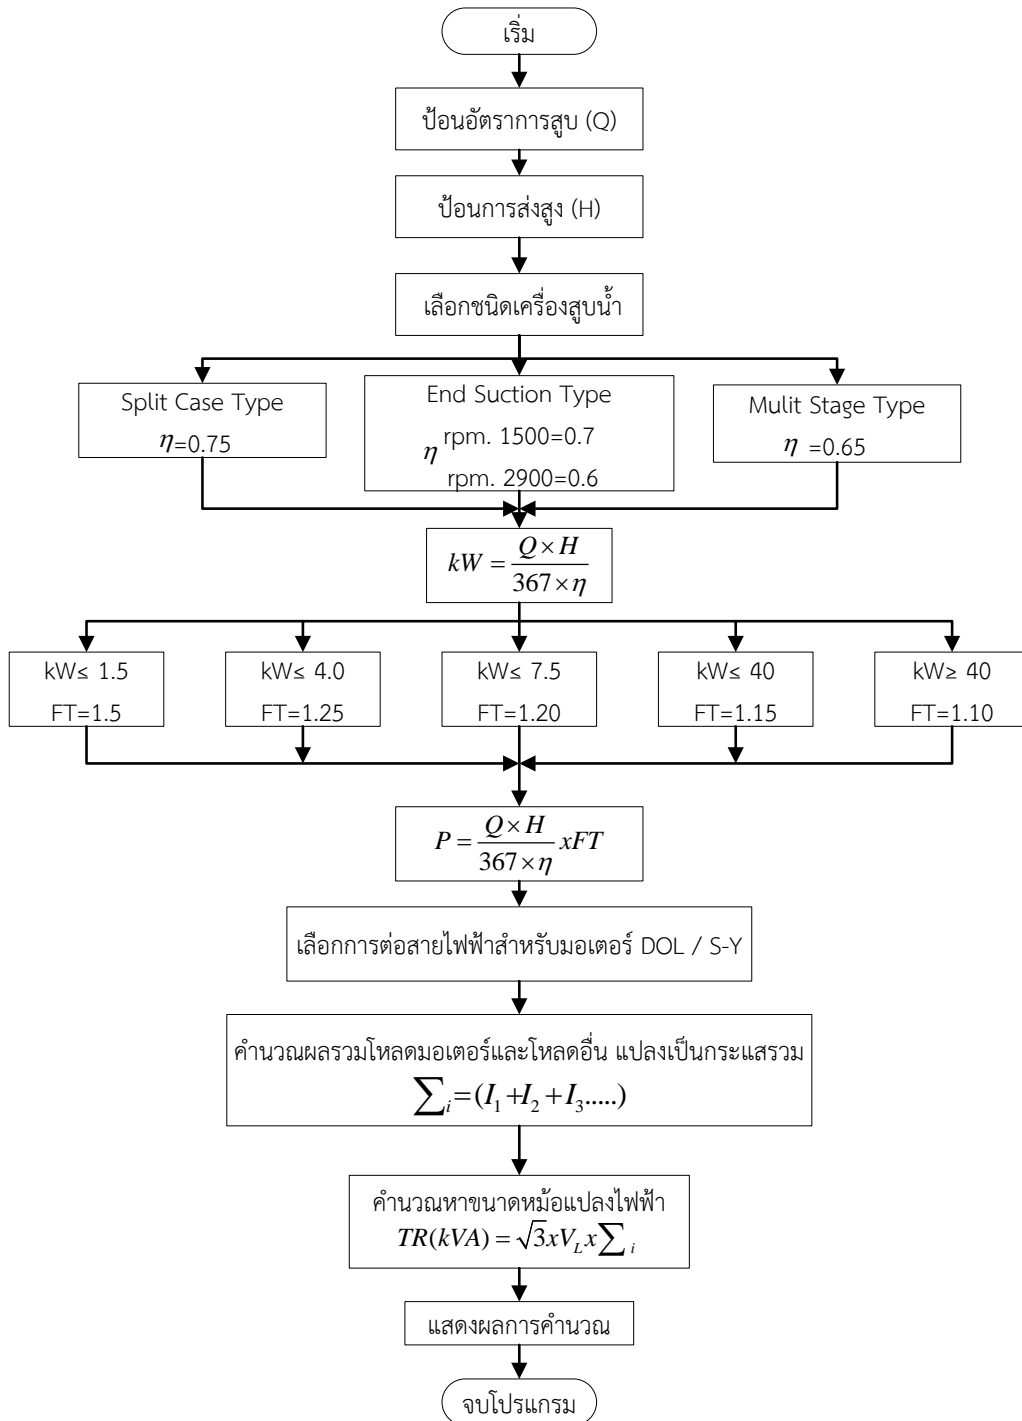 เริ่ม
ป้อนอัตราการสูบ (Q)
ป้อนการส่งสูง (H)
เลือกชนิดเครื่องสูบน้ำ
Split Case Type
η=0.75
End Suction Type
η rpm. 1500=0.7
rpm. 2900=0.6
Mulit Stage Type
η =0.65
kW = \frac{Q × H}{367 × η}
kW≤ 1.5
FT=1.5
kW≤ 4.0
FT=1.25
kW≤ 7.5
FT=1.20
kW≤ 40
FT=1.15
kW≥ 40
FT=1.10
P = \frac{Q × H}{367 × η} xFT
เลือกการต่อสายไฟฟ้าสำหรับมอเตอร์ DOL / S-Y
คำนวณผลรวมโหลดมอเตอร์และโหลดอื่น แปลงเป็นกระแสรวม
∑i=(I1+I2+I3.....)
คำนวณหาขนาดหม้อแปลงไฟฟ้า
TR(kVA) = √3xVLx∑i
แสดงผลการคำนวณ
จบโปรแกรม